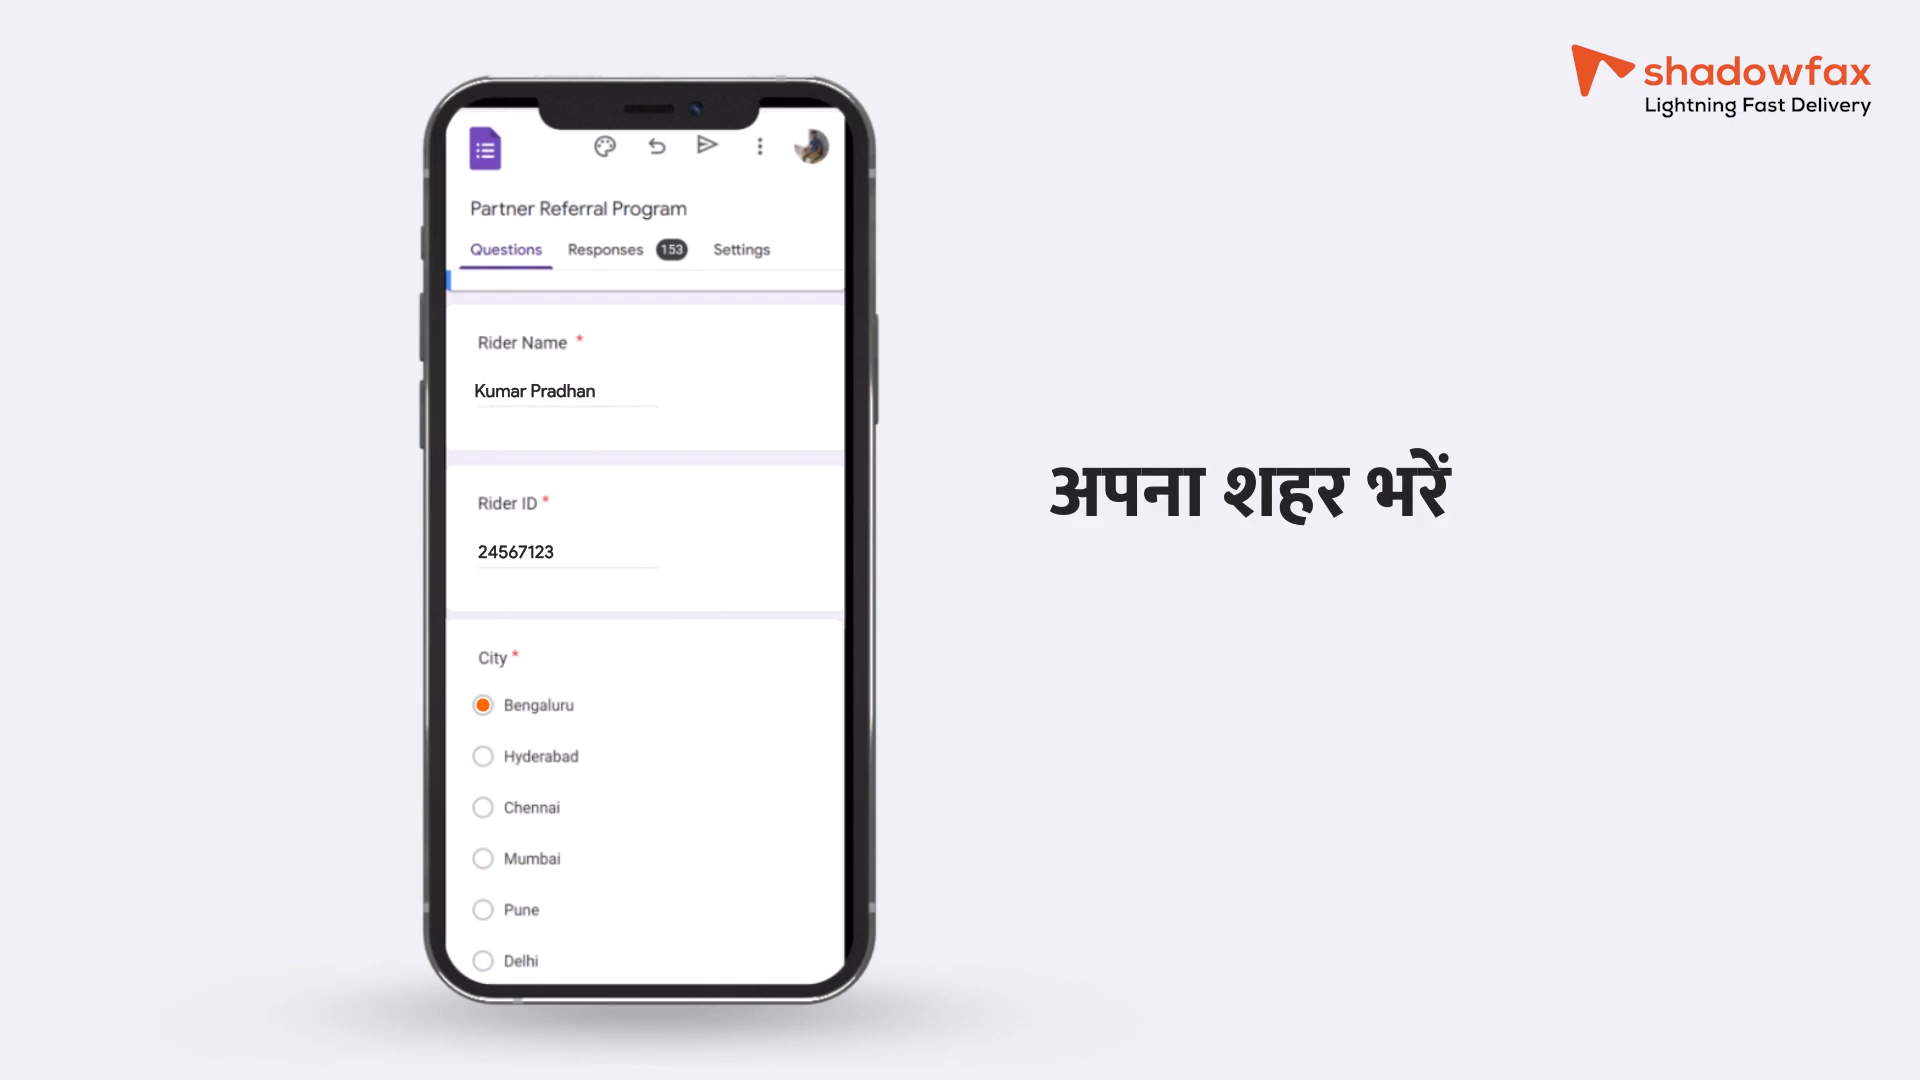 shadowfax
Lightning Fast Delivery
Partner Referral Program
Questions Responses 153 Settings
Rider Name *
Kumar Pradhan
Rider ID *
24567123
City *
Bengaluru
Hyderabad
Chennai
Mumbai
Pune
Delhi
अपना शहर भरें